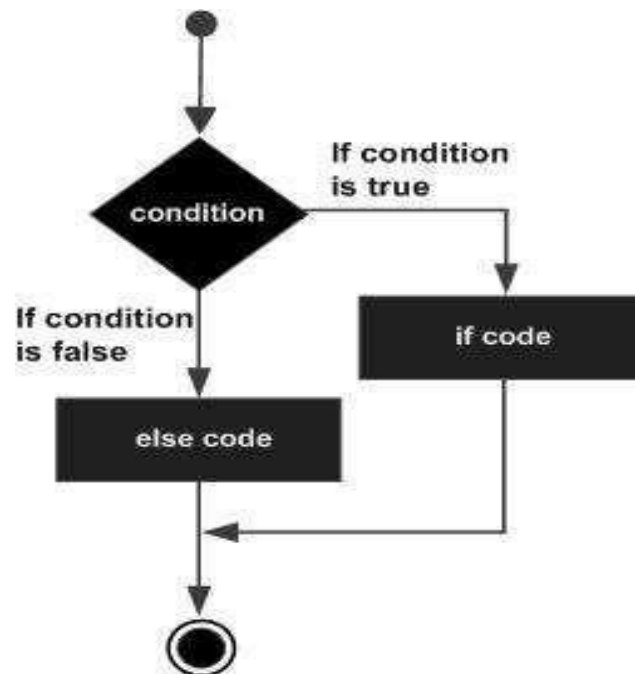 If condition
is true
condition
If condition
is false
if code
else code